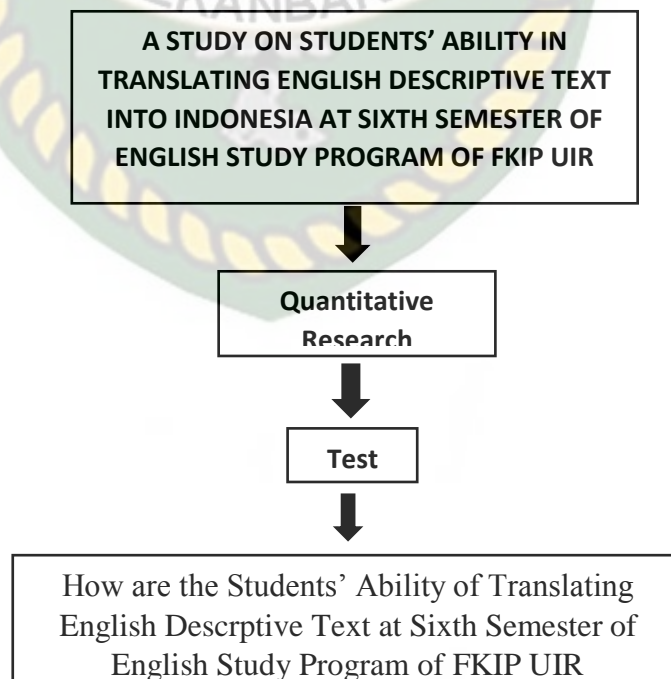 EKANBA
A STUDY ON STUDENTS’ ABILITY IN
TRANSLATING ENGLISH DESCRIPTIVE TEXT
INTO INDONESIA AT SIXTH SEMESTER OF
ENGLISH STUDY PROGRAM OF FKIP UIR
Quantitative
Research
Test
How are the Students’ Ability of Translating
English Descrptive Text at Sixth Semester of
English Study Program of FKIP UIR